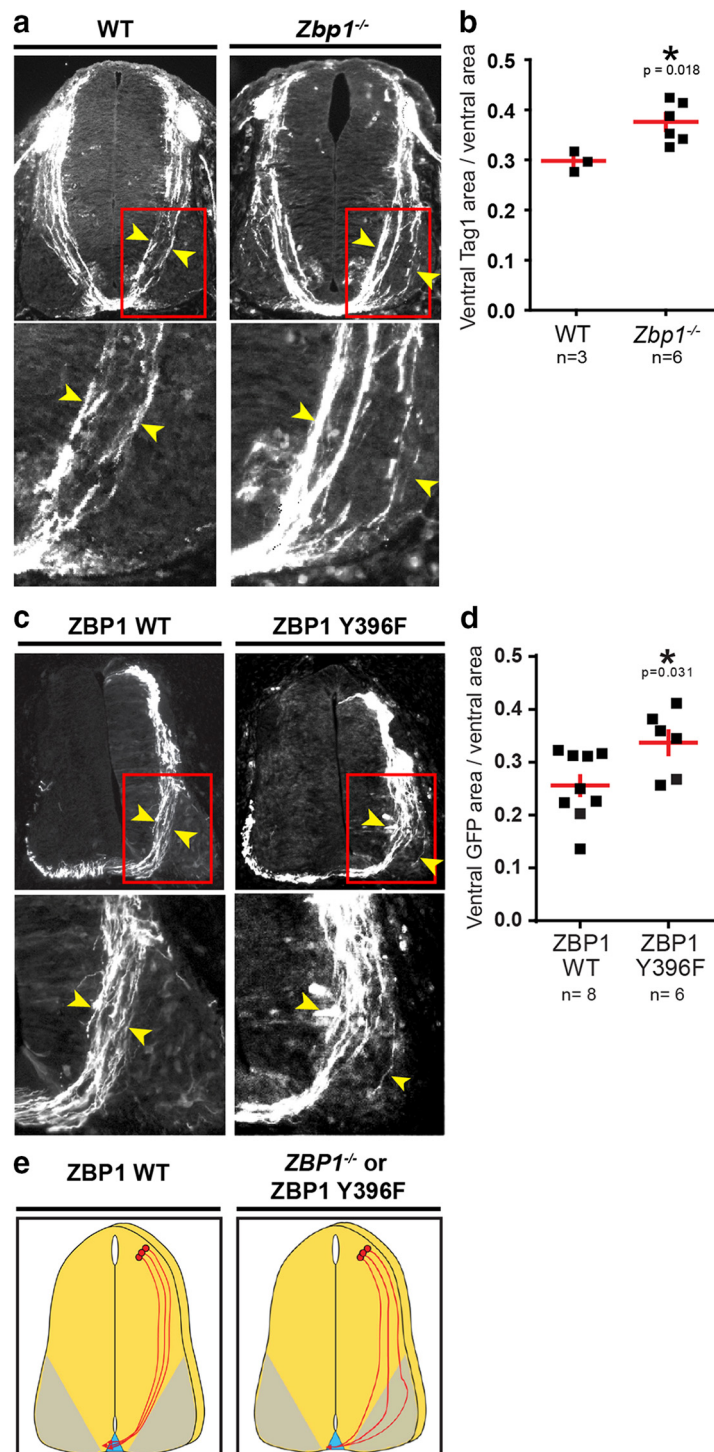 a
WT
Zbp1-/-
b
Ventral Tag1 area / ventral area
0.5
0.4
0.3
0.2
0.1
0.0
*
p = 0.018
WT
n=3
Zbp1-/-
n=6
c
ZBP1 WT
ZBP1 Y396F
d
Ventral GFP area / ventral area
0.5
0.4
0.3
0.2
0.1
0.0
*
p=0.031
ZBP1
WT
n= 8
ZBP1
Y396F
n= 6
e
ZBP1 WT
ZBP1-/- or
ZBP1 Y396F